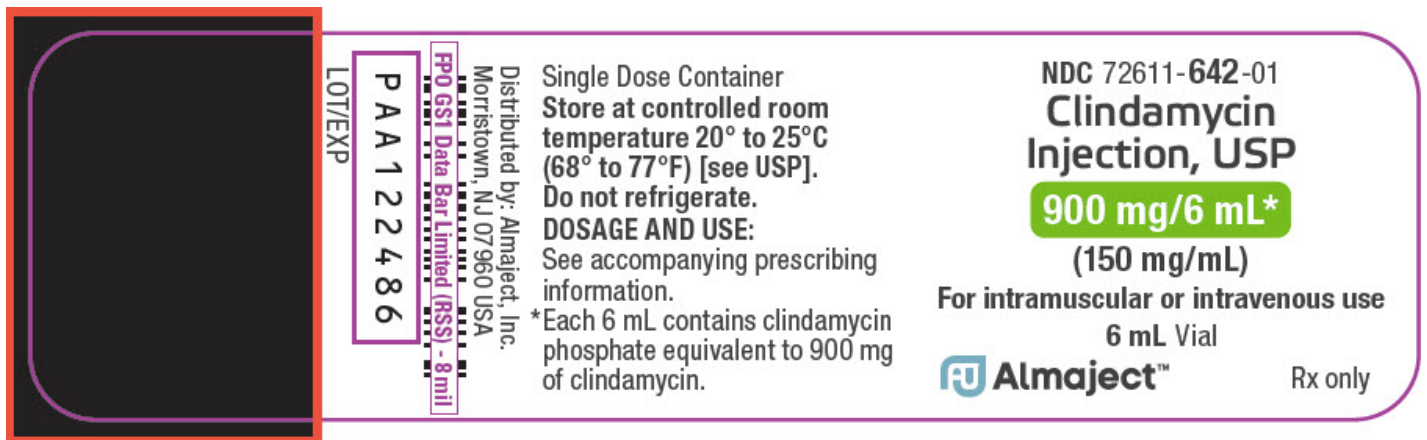 LOT/EXP
PAA122486
FPO GS1 Data Bar Limited (RSS) - 8 mil
Distributed by: Almaject, Inc.
Morristown, NJ 07960 USA
Single Dose Container
Store at controlled room
temperature 20° to 25°C
(68° to 77°F) [see USP].
Do not refrigerate.
DOSAGE AND USE:
See accompanying prescribing
information.
*Each 6 mL contains clindamycin
phosphate equivalent to 900 mg
of clindamycin.
NDC 72611-642-01
Clindamycin
Injection, USP
900 mg/6 mL*
(150 mg/mL)
For intramuscular or intravenous use
6 mL Vial
Almaject™
Rx only